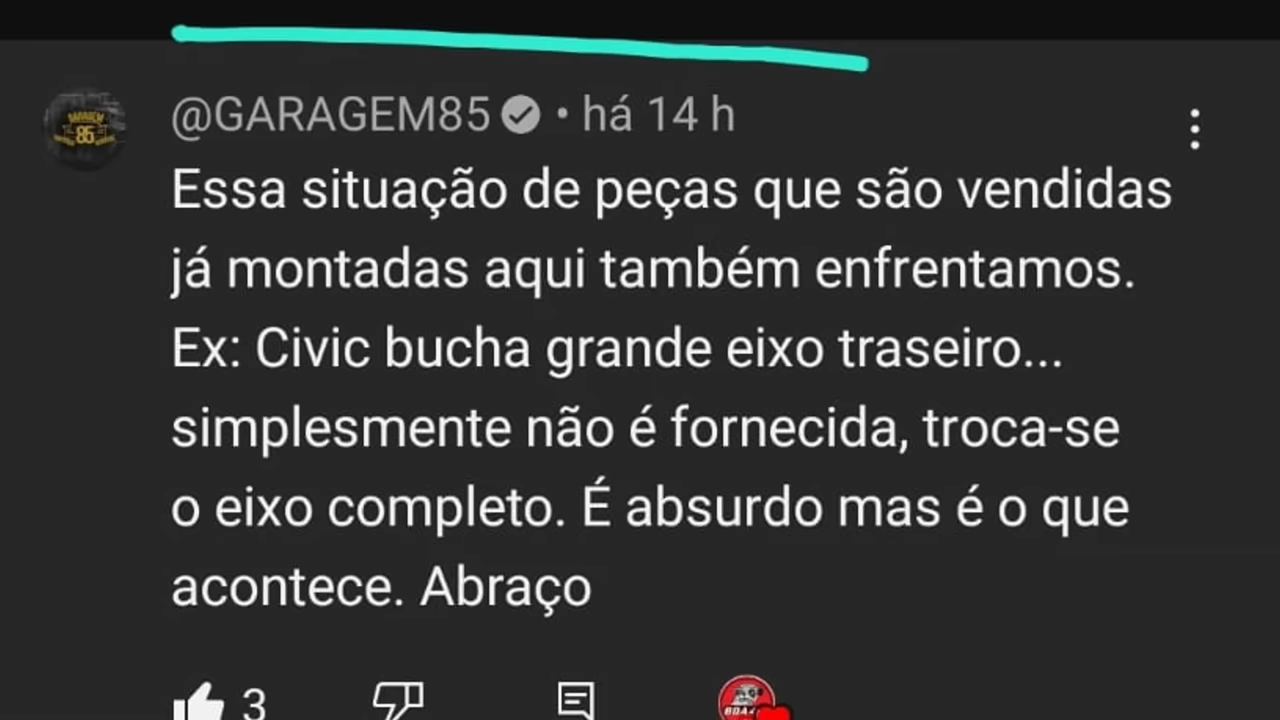 @GARAGEM85 • há 14 h
Essa situação de peças que são vendidas
já montadas aqui também enfrentamos.
Ex: Civic bucha grande eixo traseiro...
simplesmente não é fornecida, troca-se
o eixo completo. É absurdo mas é o que
acontece. Abraço
3